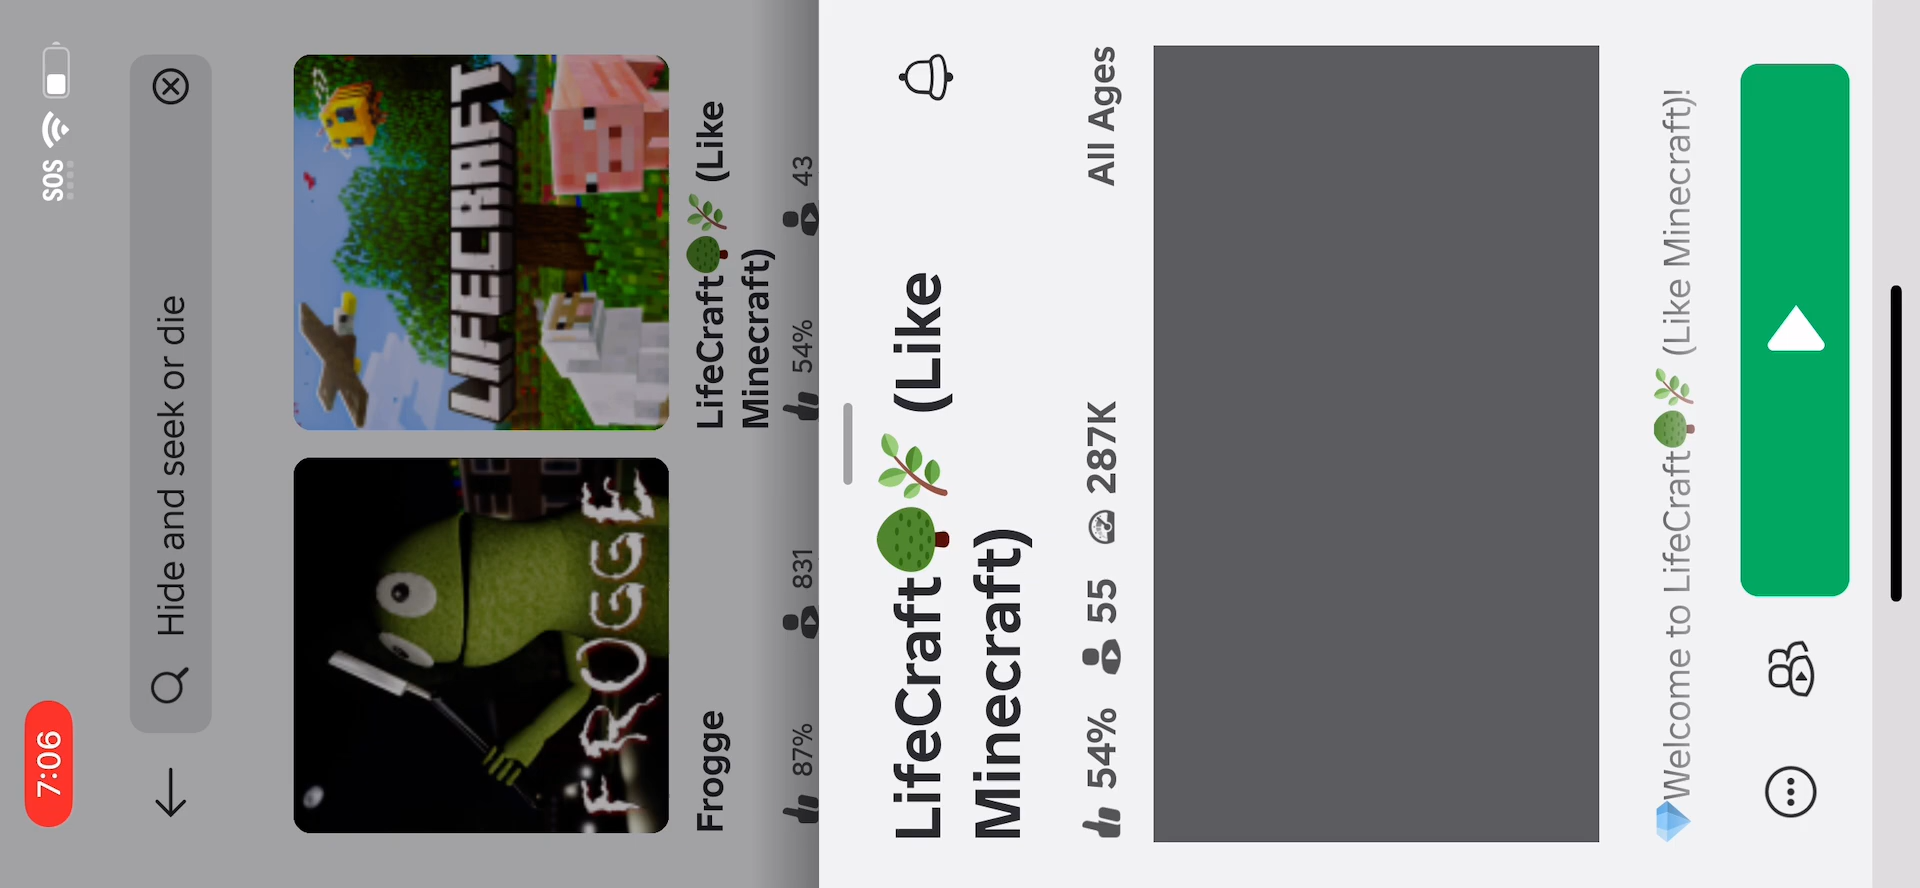 7:06
SOS
Hide and seek or die
FROGGE
LIFECRAFT
Frogge
87% 831
LifeCraft🌳🌿 (Like
Minecraft)
54% 43
LifeCraft🌳🌿 (Like
Minecraft)
54% 55 287K All Ages
💎Welcome to LifeCraft🌳🌿 (Like Minecraft)!